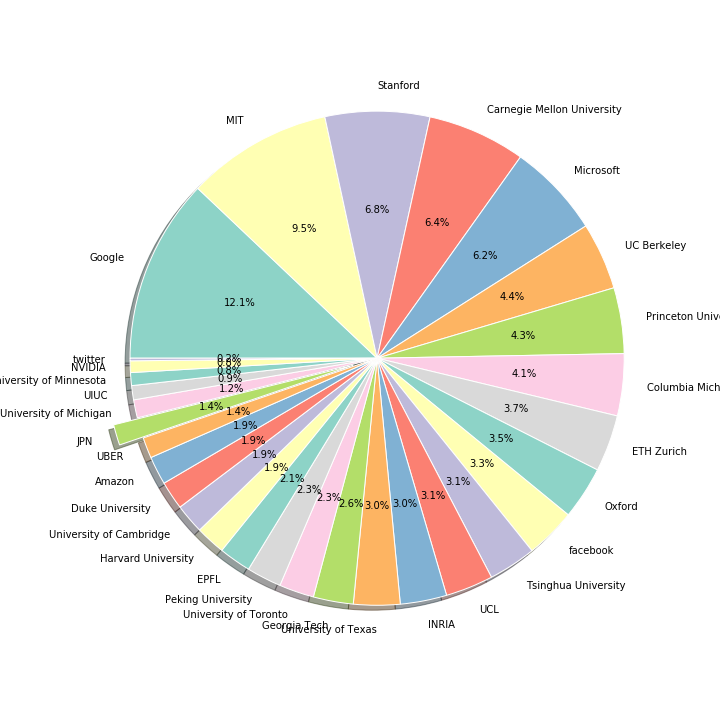 Stanford
Carnegie Mellon University
MIT
Microsoft
6.8%
6.4%
9.5%
UC Berkeley
6.2%
Google
4.4%
12.1%
Princeton Unive
4.3%
twitter
0.2%
NVIDIA
0.8%
niversity of Minnesota
0.9%
4.1%
Columbia Mich
UIUC
1.2%
University of Michigan
1.4%
3.7%
JPN
1.4%
1.9%
3.5%
ETH Zurich
UBER
1.9%
1.9%
3.3%
Amazon
1.9%
2.1%
3.1%
2.3%
2.3%
2.6%
3.0%
3.0%
3.1%
Oxford
Duke University
University of Cambridge
facebook
Harvard University
EPFL
Tsinghua University
Peking University
University of Toronto
UCL
Georgia Tech
University of Texas
INRIA